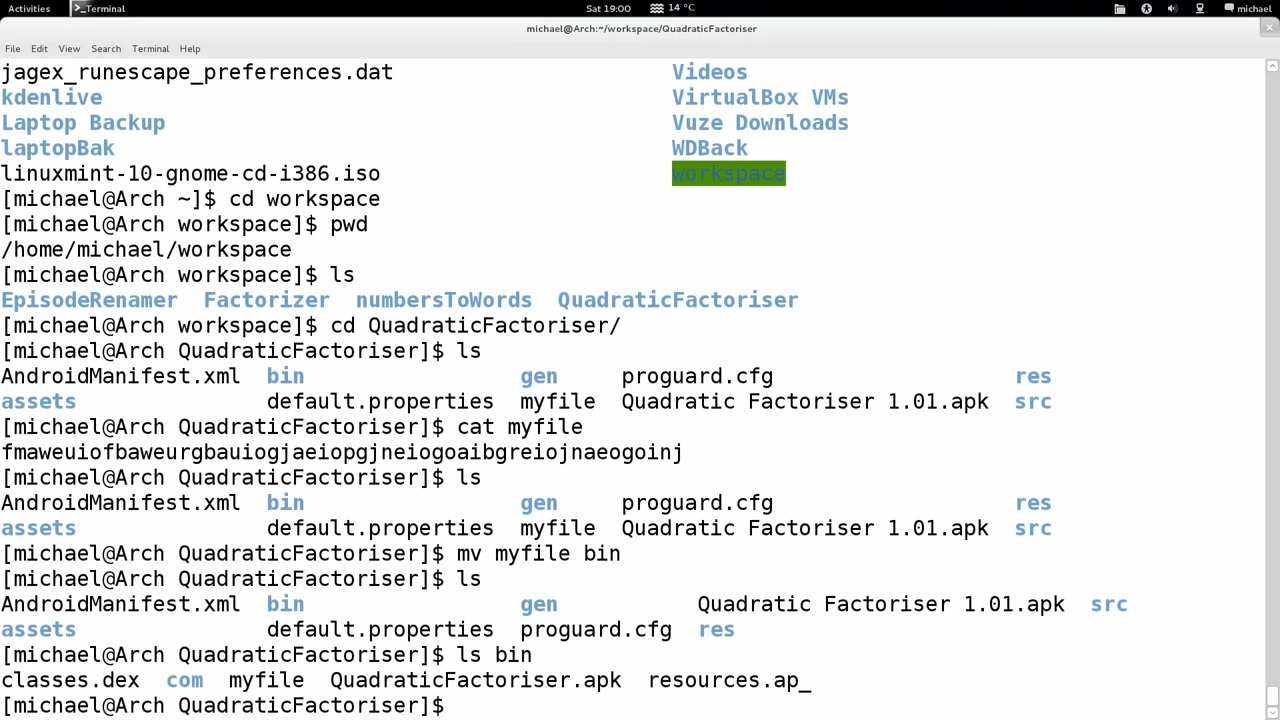 Activities >_Terminal Sat 19:00 14 °C michael
michael@Arch:~/workspace/QuadraticFactoriser
File Edit View Search Terminal Help
jagex_runescape_preferences.dat Videos
kdenlive VirtualBox VMs
Laptop Backup Vuze Downloads
laptopBak WDBack
linuxmint-10-gnome-cd-i386.iso workspace
[michael@Arch ~]$ cd workspace
[michael@Arch workspace]$ pwd
/home/michael/workspace
[michael@Arch workspace]$ ls
EpisodeRenamer Factorizer numbersToWords QuadraticFactoriser
[michael@Arch workspace]$ cd QuadraticFactoriser/
[michael@Arch QuadraticFactoriser]$ ls
AndroidManifest.xml bin gen proguard.cfg res
assets default.properties myfile Quadratic Factoriser 1.01.apk src
[michael@Arch QuadraticFactoriser]$ cat myfile
fmaweuiofbaweurgbauiogjaeiopgjneiogoaibgreiojnaeogoinj
[michael@Arch QuadraticFactoriser]$ ls
AndroidManifest.xml bin gen proguard.cfg res
assets default.properties myfile Quadratic Factoriser 1.01.apk src
[michael@Arch QuadraticFactoriser]$ mv myfile bin
[michael@Arch QuadraticFactoriser]$ ls
AndroidManifest.xml bin gen Quadratic Factoriser 1.01.apk src
assets default.properties proguard.cfg res
[michael@Arch QuadraticFactoriser]$ ls bin
classes.dex com myfile QuadraticFactoriser.apk resources.ap_
[michael@Arch QuadraticFactoriser]$